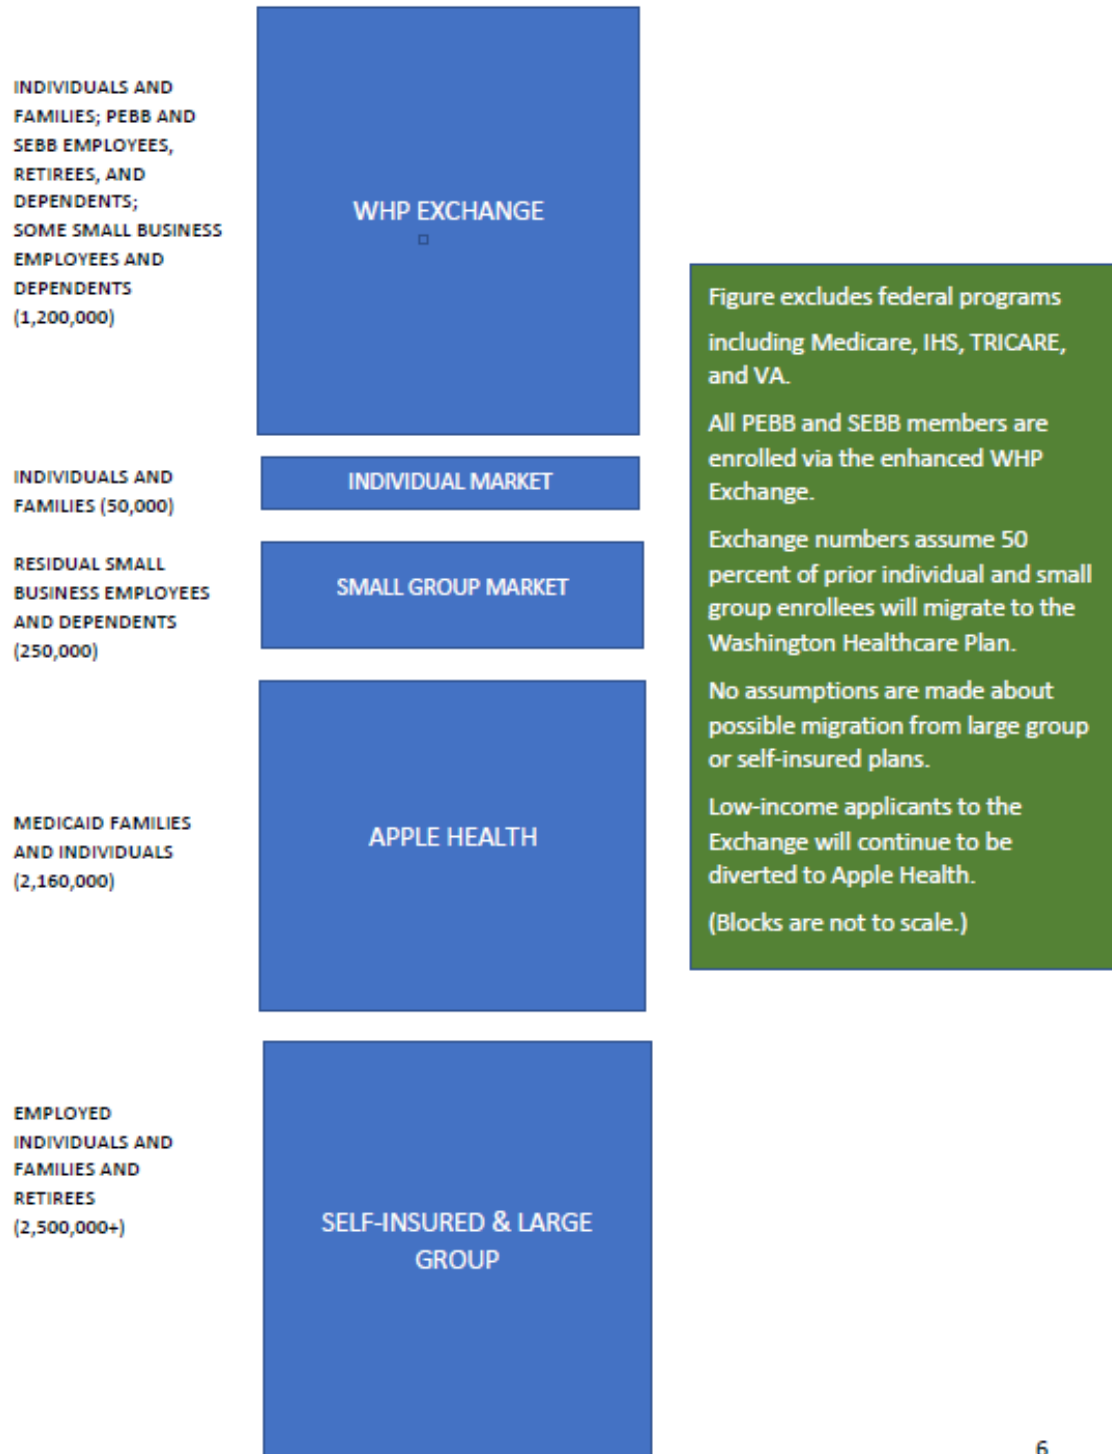 INDIVIDUALS AND
FAMILIES; PEBB AND
SEBB EMPLOYEES,
RETIREES, AND
DEPENDENTS;
SOME SMALL BUSINESS
EMPLOYEES AND
DEPENDENTS
(1,200,000)
WHP EXCHANGE
INDIVIDUALS AND
FAMILIES (50,000)
INDIVIDUAL MARKET
RESIDUAL SMALL
BUSINESS EMPLOYEES
AND DEPENDENTS
(250,000)
SMALL GROUP MARKET
MEDICAID FAMILIES
AND INDIVIDUALS
(2,160,000)
APPLE HEALTH
EMPLOYED
INDIVIDUALS AND
FAMILIES AND
RETIREES
(2,500,000+)
SELF-INSURED & LARGE
GROUP
Figure excludes federal programs
including Medicare, IHS, TRICARE,
and VA.
All PEBB and SEBB members are
enrolled via the enhanced WHP
Exchange.
Exchange numbers assume 50
percent of prior individual and small
group enrollees will migrate to the
Washington Healthcare Plan.
No assumptions are made about
possible migration from large group
or self-insured plans.
Low-income applicants to the
Exchange will continue to be
diverted to Apple Health.
(Blocks are not to scale.)
6